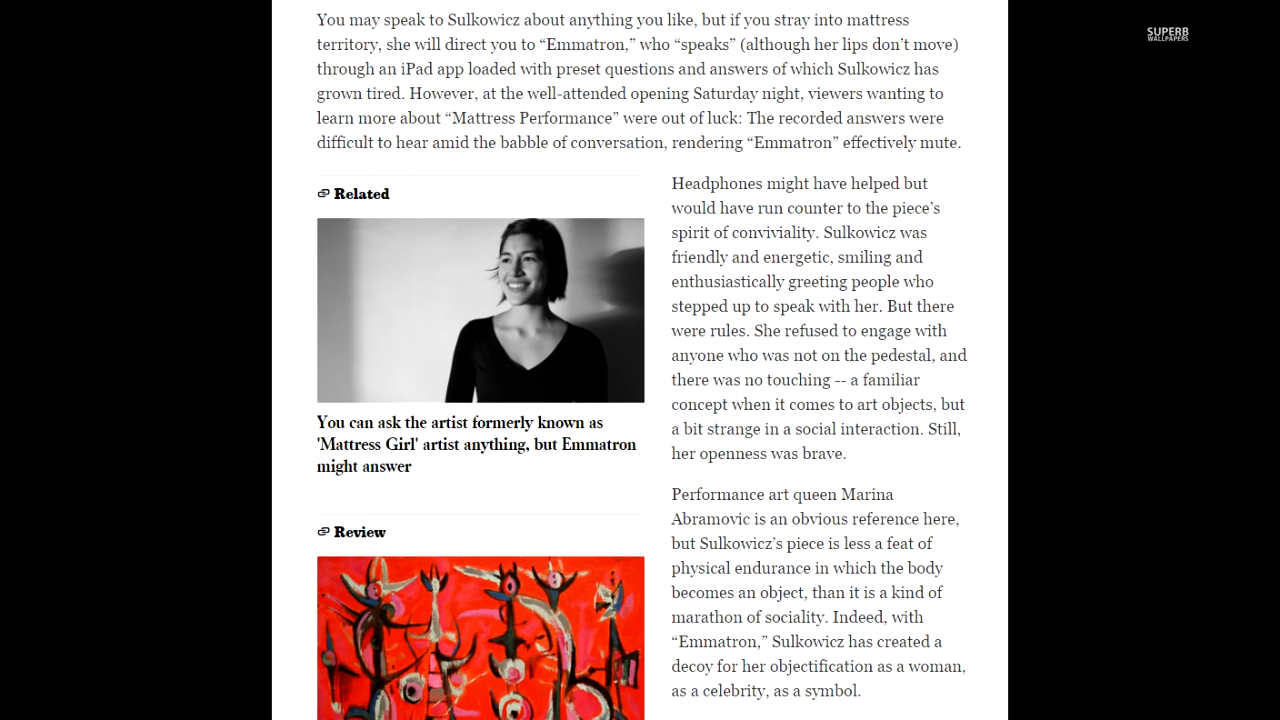 You may speak to Sulkowicz about anything you like, but if you stray into mattress
territory, she will direct you to “Emmatron,” who “speaks” (although her lips don’t move)
through an iPad app loaded with preset questions and answers of which Sulkowicz has
grown tired. However, at the well-attended opening Saturday night, viewers wanting to
learn more about “Mattress Performance” were out of luck: The recorded answers were
difficult to hear amid the babble of conversation, rendering “Emmatron” effectively mute.
Related
You can ask the artist formerly known as
'Mattress Girl' artist anything, but Emmatron
might answer
Review
Headphones might have helped but
would have run counter to the piece’s
spirit of conviviality. Sulkowicz was
friendly and energetic, smiling and
enthusiastically greeting people who
stepped up to speak with her. But there
were rules. She refused to engage with
anyone who was not on the pedestal, and
there was no touching -- a familiar
concept when it comes to art objects, but
a bit strange in a social interaction. Still,
her openness was brave.
Performance art queen Marina
Abramovic is an obvious reference here,
but Sulkowicz’s piece is less a feat of
physical endurance in which the body
becomes an object, than it is a kind of
marathon of sociality. Indeed, with
“Emmatron,” Sulkowicz has created a
decoy for her objectification as a woman,
as a celebrity, as a symbol.
SUPERB
WALLPAPERS